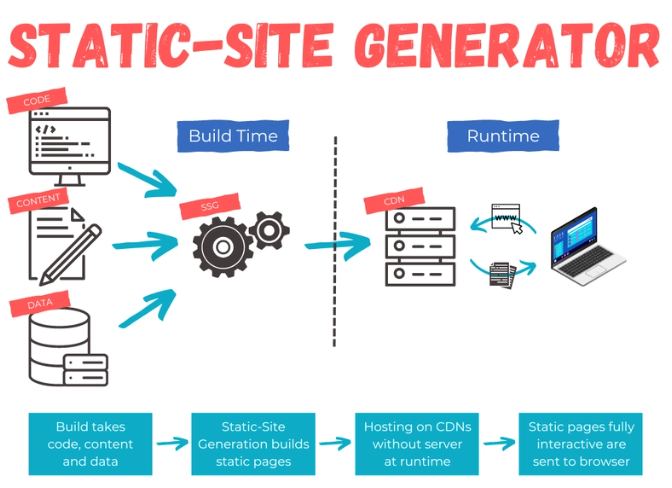 STATIC-SITE GENERATOR
CODE
Build Time
Runtime
</>
CONTENT
SSG
CDN
WWW
DATA
Build takes
code, content
and data
Static-Site
Generation builds
static pages
Hosting on CDNs
without server
at runtime
Static pages fully
interactive are
sent to browser